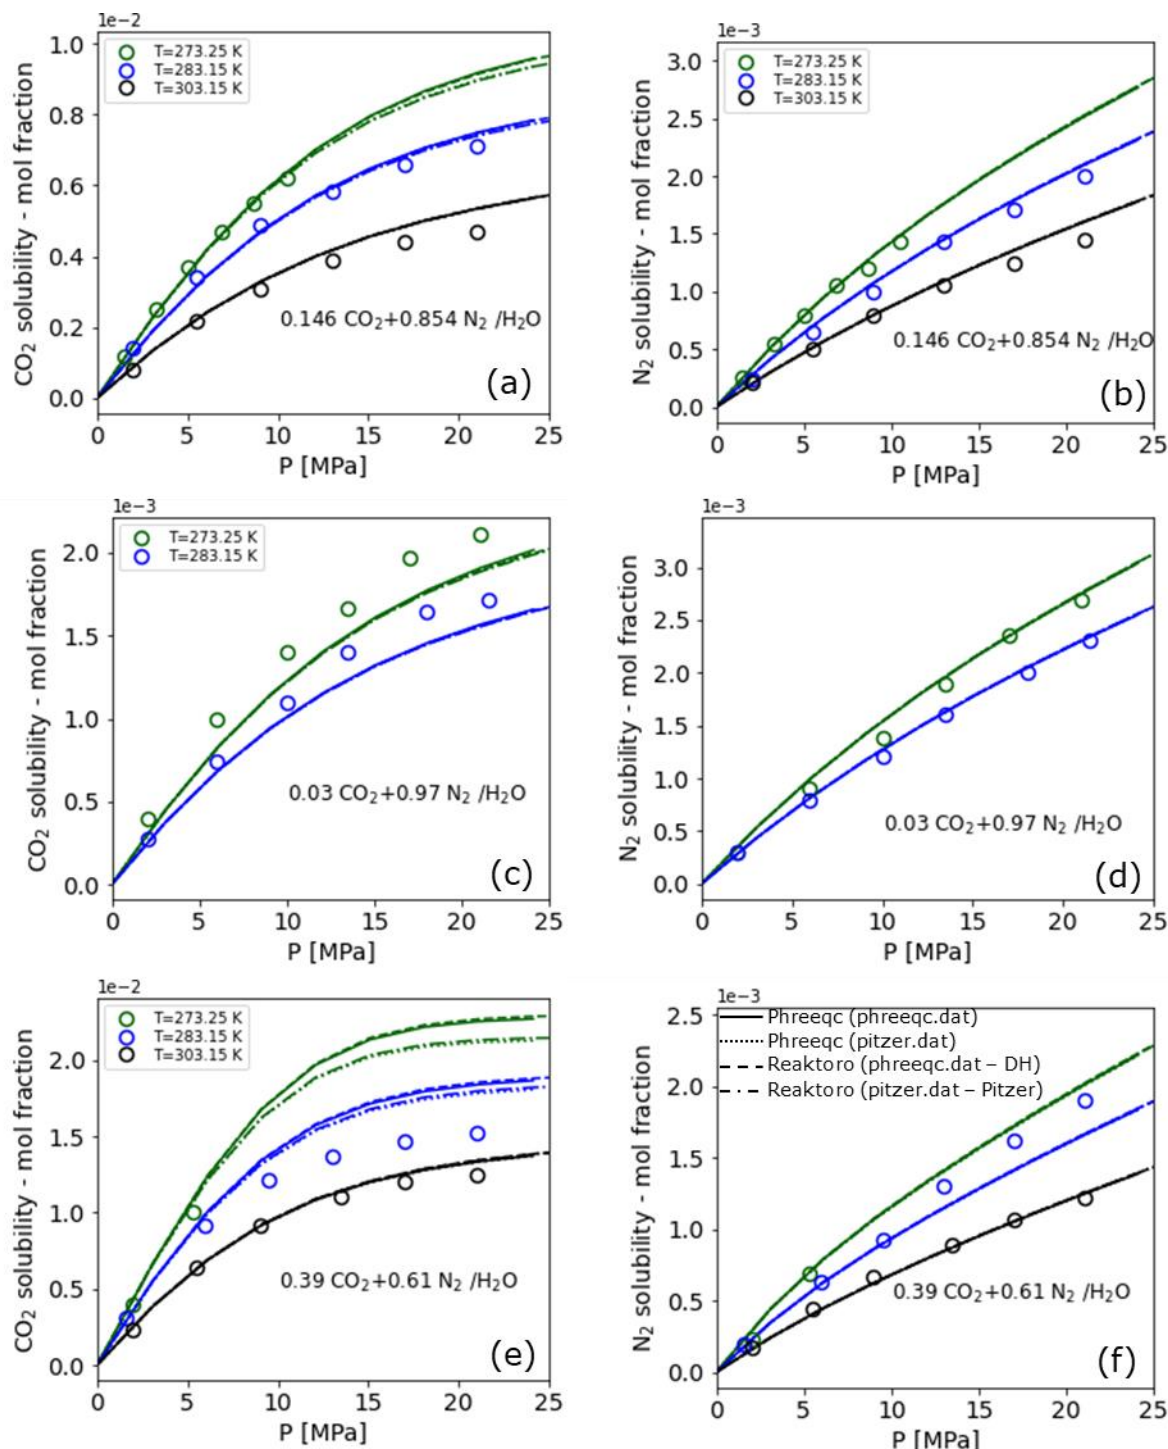 1e−2
CO₂ solubility - mol fraction
1.0
0.8
0.6
0.4
0.2
0.0
T=273.25 K
T=283.15 K
T=303.15 K
0.146 CO₂+0.854 N₂ /H₂O
(a)
0 5 10 15 20 25
P [MPa]
1e−3
N₂ solubility - mol fraction
3.0
2.5
2.0
1.5
1.0
0.5
0.0
T=273.25 K
T=283.15 K
T=303.15 K
0.146 CO₂+0.854 N₂ /H₂O
(b)
0 5 10 15 20 25
P [MPa]
1e−3
CO₂ solubility - mol fraction
2.0
1.5
1.0
0.5
0.0
T=273.25 K
T=283.15 K
0.03 CO₂+0.97 N₂ /H₂O
(c)
0 5 10 15 20 25
P [MPa]
1e−3
N₂ solubility - mol fraction
3.0
2.5
2.0
1.5
1.0
0.5
0.0
0.03 CO₂+0.97 N₂ /H₂O
(d)
0 5 10 15 20 25
P [MPa]
1e−2
CO₂ solubility - mol fraction
2.0
1.5
1.0
0.5
0.0
T=273.25 K
T=283.15 K
T=303.15 K
0.39 CO₂+0.61 N₂ /H₂O
(e)
0 5 10 15 20 25
P [MPa]
1e−3
N₂ solubility - mol fraction
2.5
2.0
1.5
1.0
0.5
0.0
Phreeqc (phreeqc.dat)
Phreeqc (pitzer.dat)
Reaktoro (phreeqc.dat – DH)
Reaktoro (pitzer.dat – Pitzer)
0.39 CO₂+0.61 N₂ /H₂O
(f)
0 5 10 15 20 25
P [MPa]